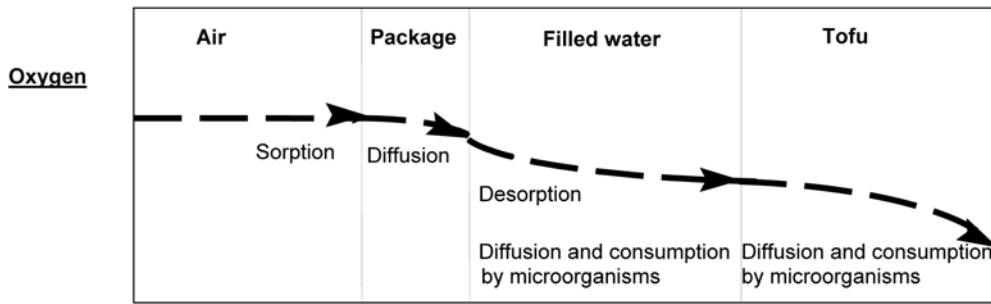 Air
Package
Filled water
Tofu
Oxygen
Sorption
Diffusion
Desorption
Diffusion and consumption
by microorganisms
Diffusion and consumption
by microorganisms